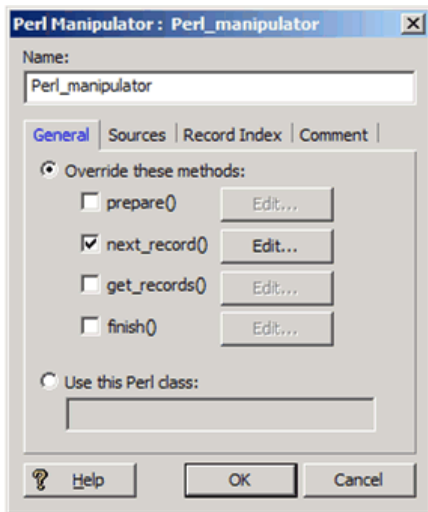 Perl Manipulator : Perl_manipulator
Name:
Perl_manipulator
General Sources Record Index Comment
Override these methods:
prepare() Edit...
next_record() Edit...
get_records() Edit...
finish() Edit...
Use this Perl class:
Help OK Cancel